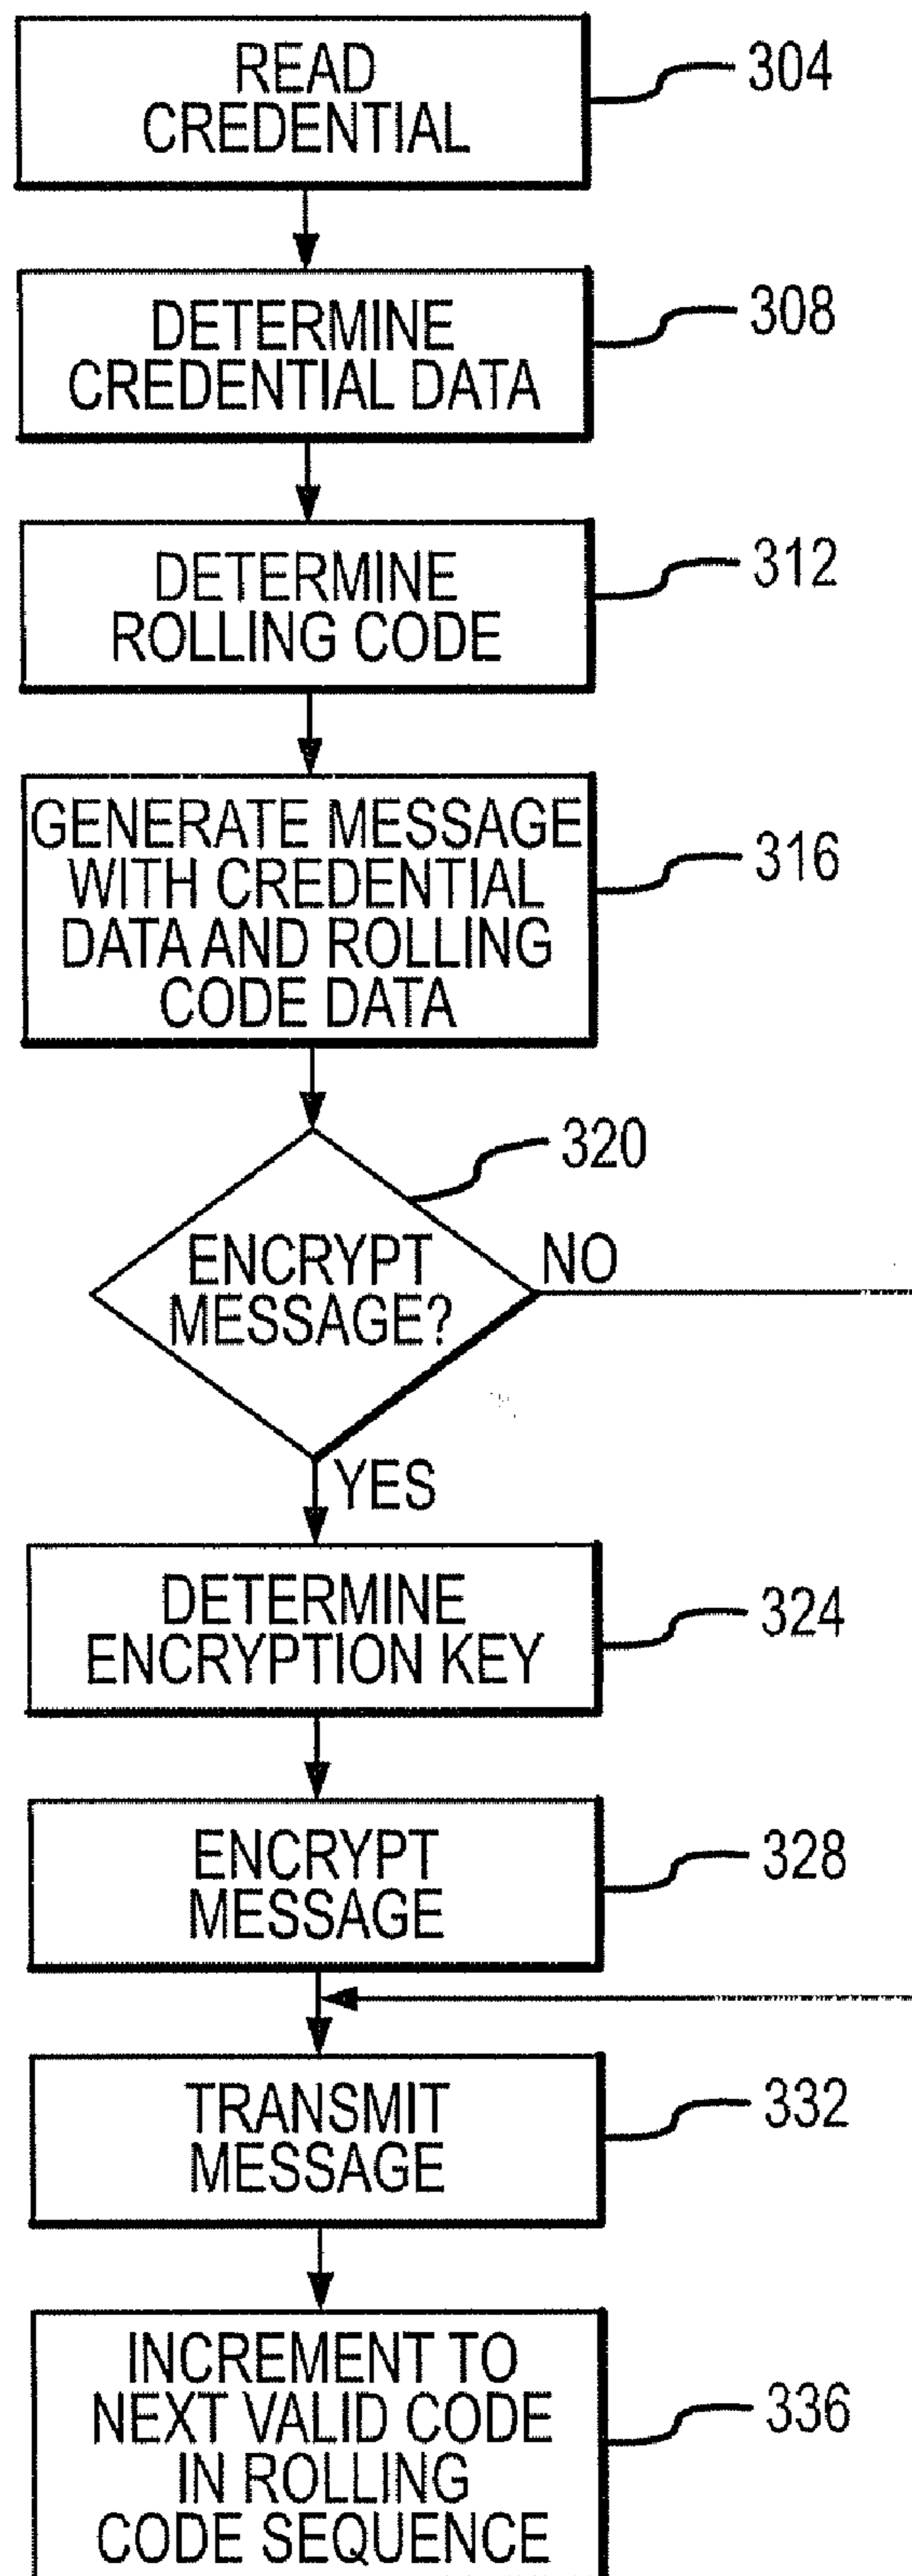 READ
CREDENTIAL
304
DETERMINE
CREDENTIAL DATA
308
DETERMINE
ROLLING CODE
312
GENERATE MESSAGE
WITH CREDENTIAL
DATA AND ROLLING
CODE DATA
316
320
ENCRYPT
MESSAGE?
NO
YES
DETERMINE
ENCRYPTION KEY
324
ENCRYPT
MESSAGE
328
TRANSMIT
MESSAGE
332
INCREMENT TO
NEXT VALID CODE
IN ROLLING
CODE SEQUENCE
336